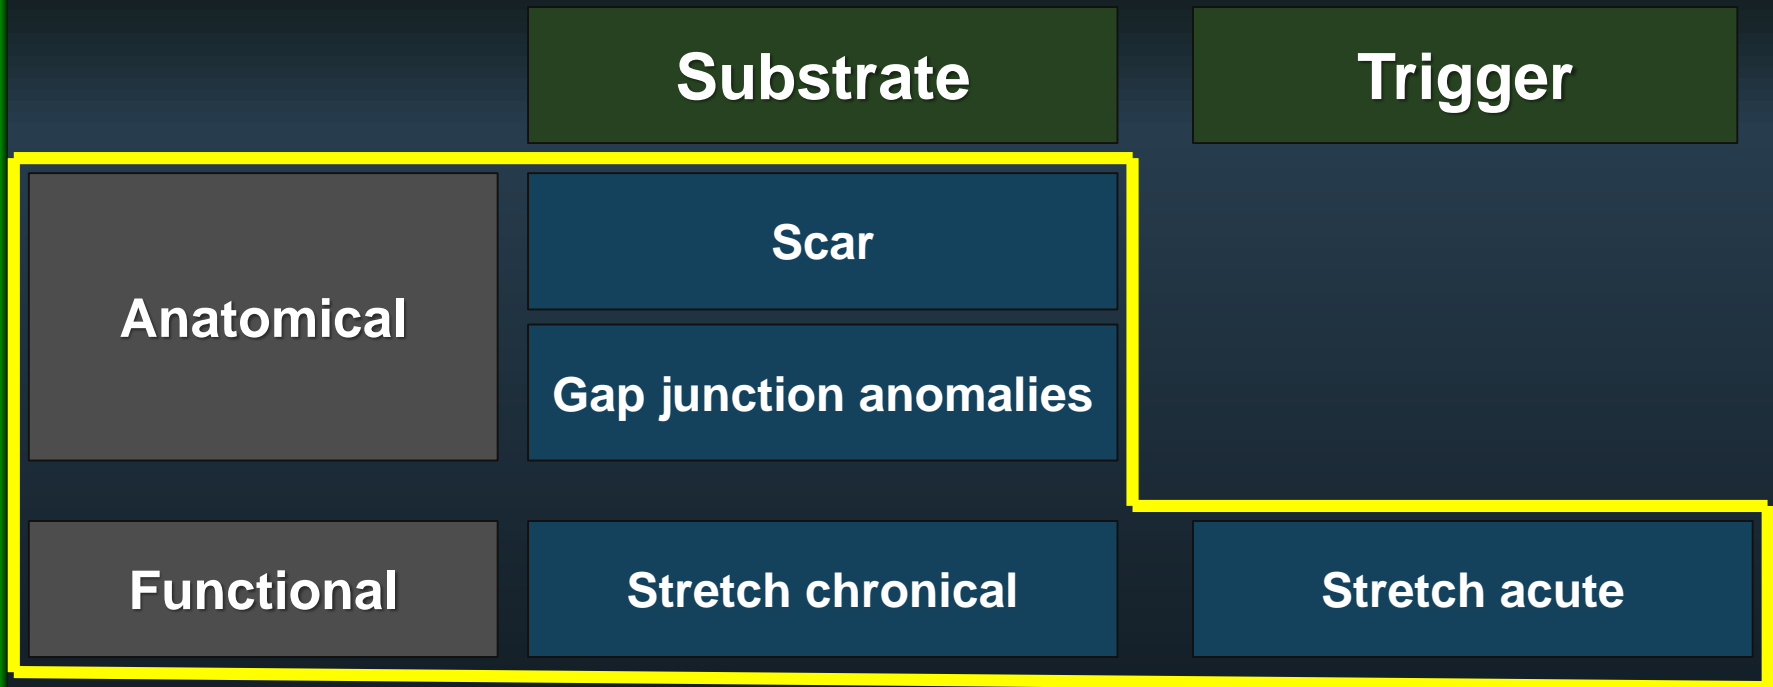 Substrate
Trigger
Anatomical
Scar
Gap junction anomalies
Functional
Stretch chronical
Stretch acute